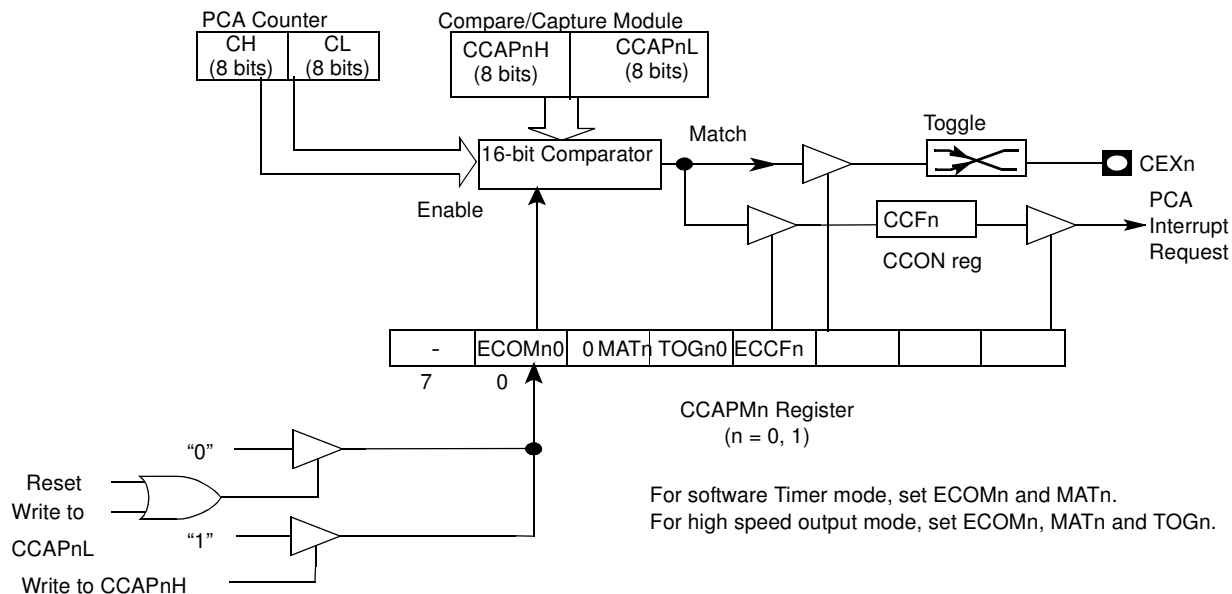 PCA Counter
CH
(8 bits)
CL
(8 bits)
Compare/Capture Module
CCAPnH
(8 bits)
CCAPnL
(8 bits)
16-bit Comparator
Match
Toggle
CEXn
Enable
CCFn
CCON reg
PCA
Interrupt
Request
- ECOMn0 0 MATn TOGn0 ECCFn
7 0
CCAPMn Register
(n = 0, 1)
“0”
Reset
Write to
CCAPnL
“1”
Write to CCAPnH
For software Timer mode, set ECOMn and MATn.
For high speed output mode, set ECOMn, MATn and TOGn.